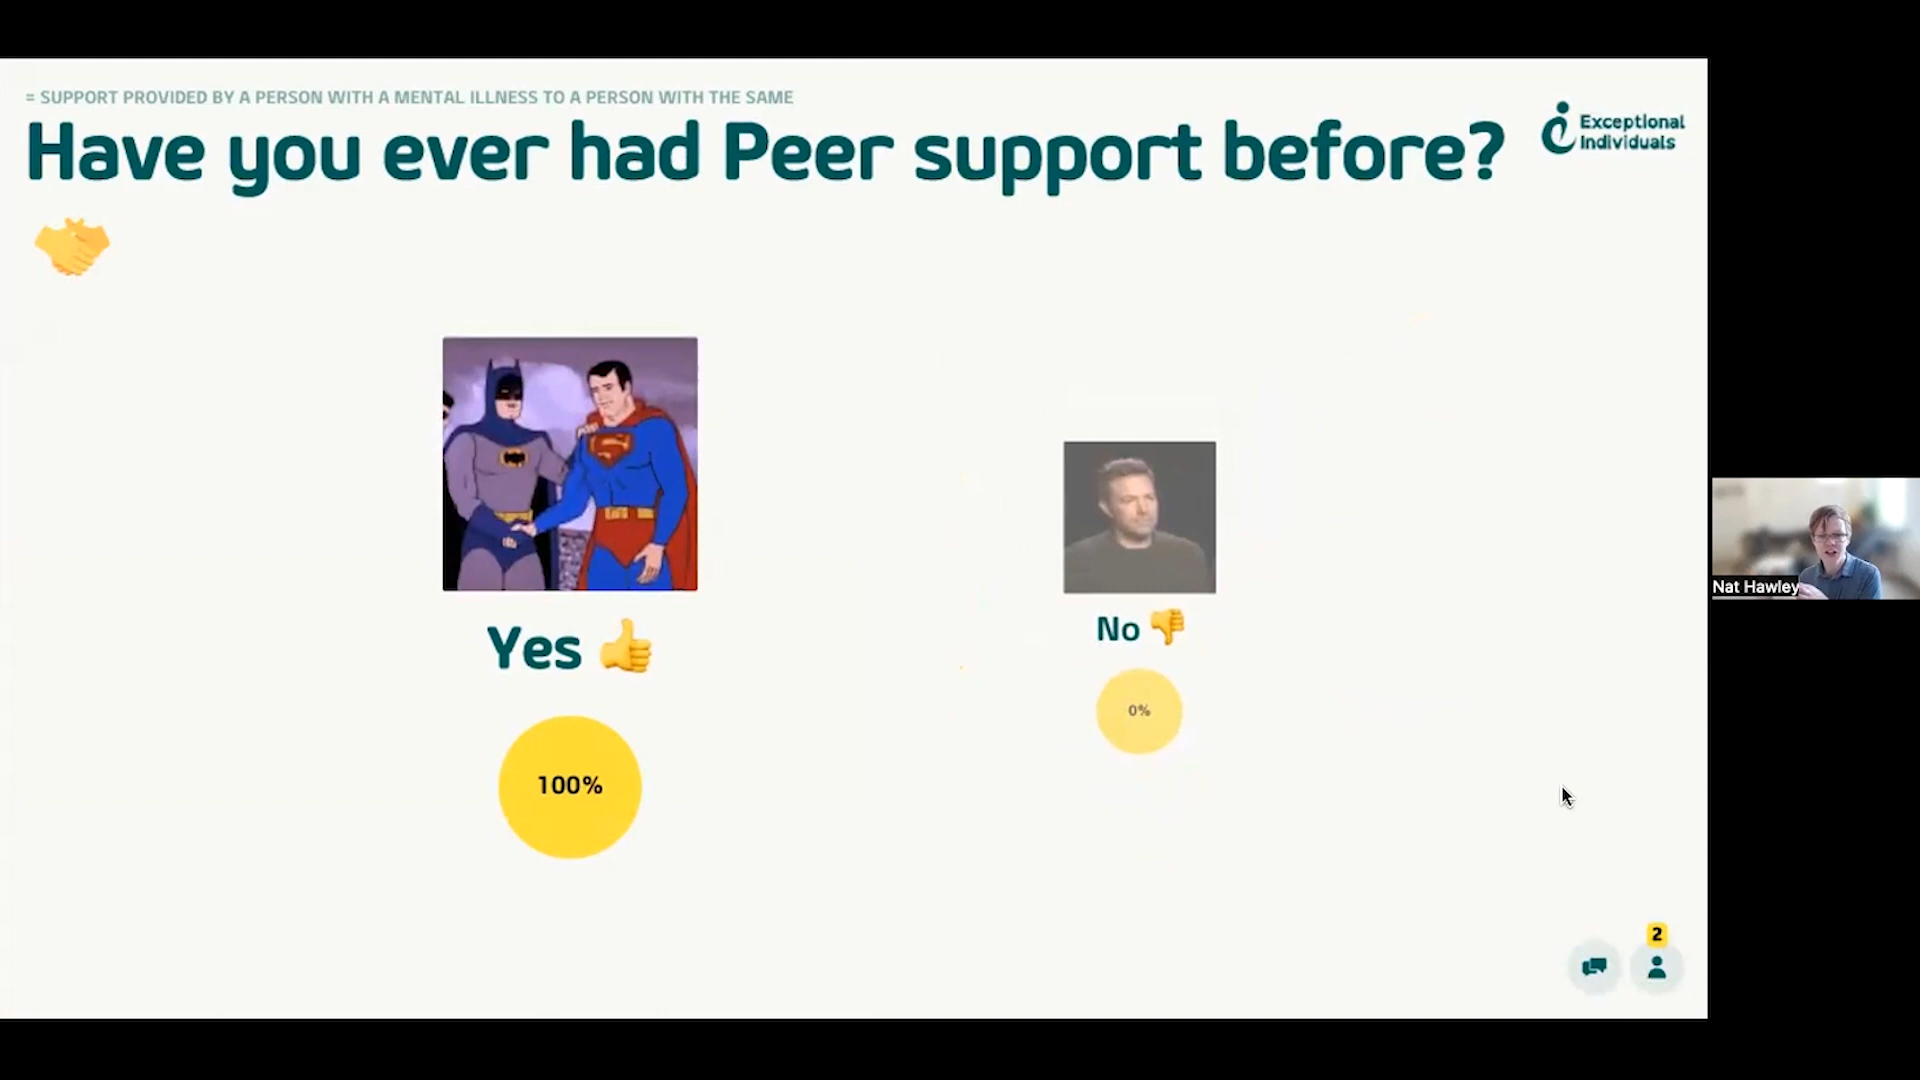 = SUPPORT PROVIDED BY A PERSON WITH A MENTAL ILLNESS TO A PERSON WITH THE SAME
Have you ever had Peer support before?
Exceptional
Individuals
Yes
No
100%
0%
Nat Hawley
2